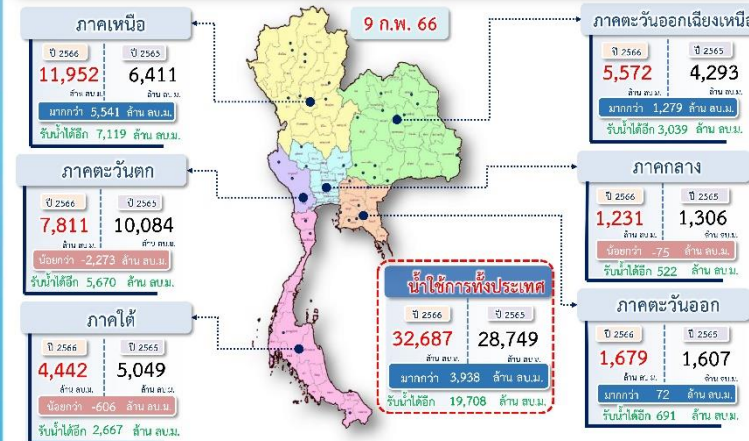 9 ก.พ. 66
ภาคเหนือ
ปี 2566 ปี 2565
11,952 6,411
ล้าน ลบ.ม. ล้าน ลบ.ม.
มากกว่า 5,541 ล้าน ลบ.ม.
รับน้ำได้อีก 7,119 ล้าน ลบ.ม.
ภาคตะวันออกเฉียงเหนือ
ปี 2566 ปี 2565
5,572 4,293
ล้าน ลบ.ม. ล้าน ลบ.ม.
มากกว่า 1,279 ล้าน ลบ.ม.
รับน้ำได้อีก 3,039 ล้าน ลบ.ม.
ภาคตะวันตก
ปี 2566 ปี 2565
7,811 10,084
ล้าน ลบ.ม. ล้าน ลบ.ม.
น้อยกว่า -2,273 ล้าน ลบ.ม.
รับน้ำได้อีก 5,670 ล้าน ลบ.ม.
ภาคกลาง
ปี 2566 ปี 2565
1,231 1,306
ล้าน ลบ.ม. ล้าน ลบ.ม.
น้อยกว่า -75 ล้าน ลบ.ม.
รับน้ำได้อีก 522 ล้าน ลบ.ม.
ภาคใต้
ปี 2566 ปี 2565
4,442 5,049
ล้าน ลบ.ม. ล้าน ลบ.ม.
น้อยกว่า -606 ล้าน ลบ.ม.
รับน้ำได้อีก 2,667 ล้าน ลบ.ม.
น้ำใช้การทั้งประเทศ
ปี 2566 ปี 2565
32,687 28,749
ล้าน ลบ.ม. ล้าน ลบ.ม.
มากกว่า 3,938 ล้าน ลบ.ม.
รับน้ำได้อีก 19,708 ล้าน ลบ.ม.
ภาคตะวันออก
ปี 2566 ปี 2565
1,679 1,607
ล้าน ลบ.ม. ล้าน ลบ.ม.
มากกว่า 72 ล้าน ลบ.ม.
รับน้ำได้อีก 691 ล้าน ลบ.ม.